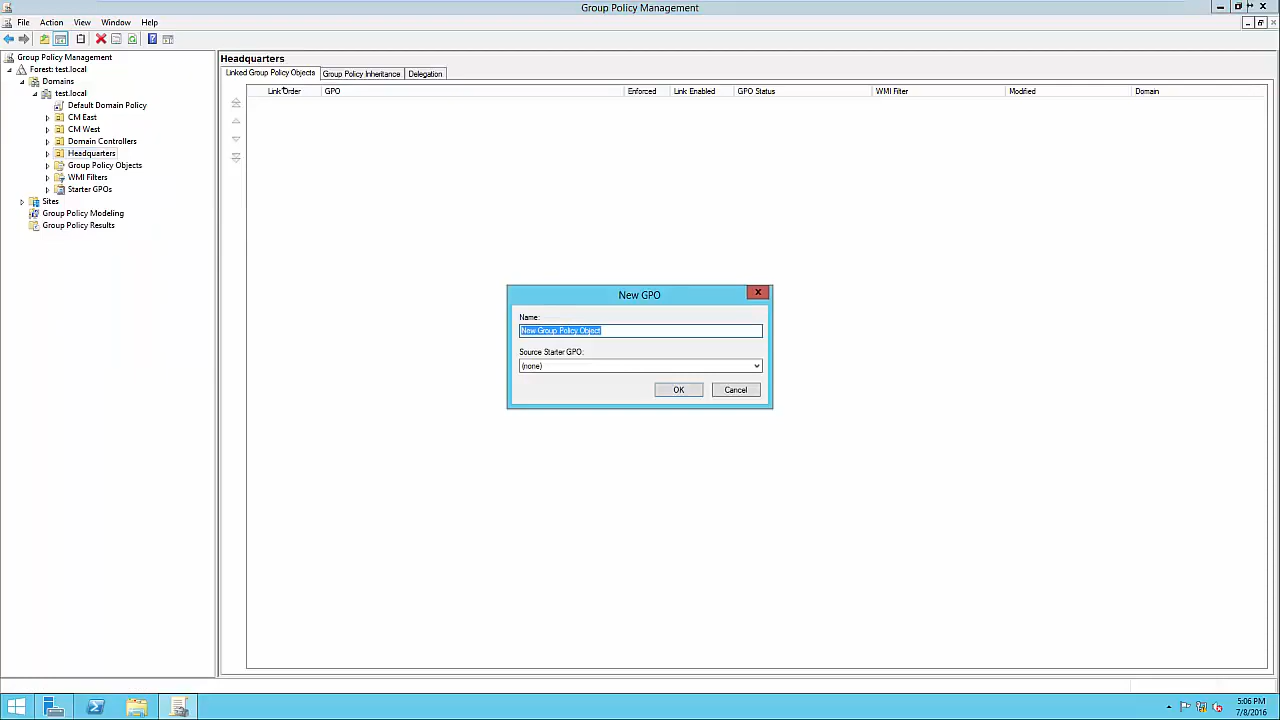 Group Policy Management
File Action View Window Help
Group Policy Management
Forest: test.local
Domains
test.local
Default Domain Policy
CM East
CM West
Domain Controllers
Headquarters
Group Policy Objects
WMI Filters
Starter GPOs
Sites
Group Policy Modeling
Group Policy Results
Headquarters
Linked Group Policy Objects Group Policy Inheritance Delegation
Link Order GPO Enforced Link Enabled GPO Status WMI Filter Modified Domain
New GPO
X
Name:
New Group Policy Object
Source Starter GPO:
(none)
OK Cancel
5:06 PM
7/8/2016